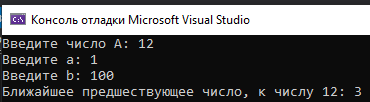 Консоль отладки Microsoft Visual Studio
Введите число A: 12
Введите a: 1
Введите b: 100
Ближайшее предшествующее число, к числу 12: 3